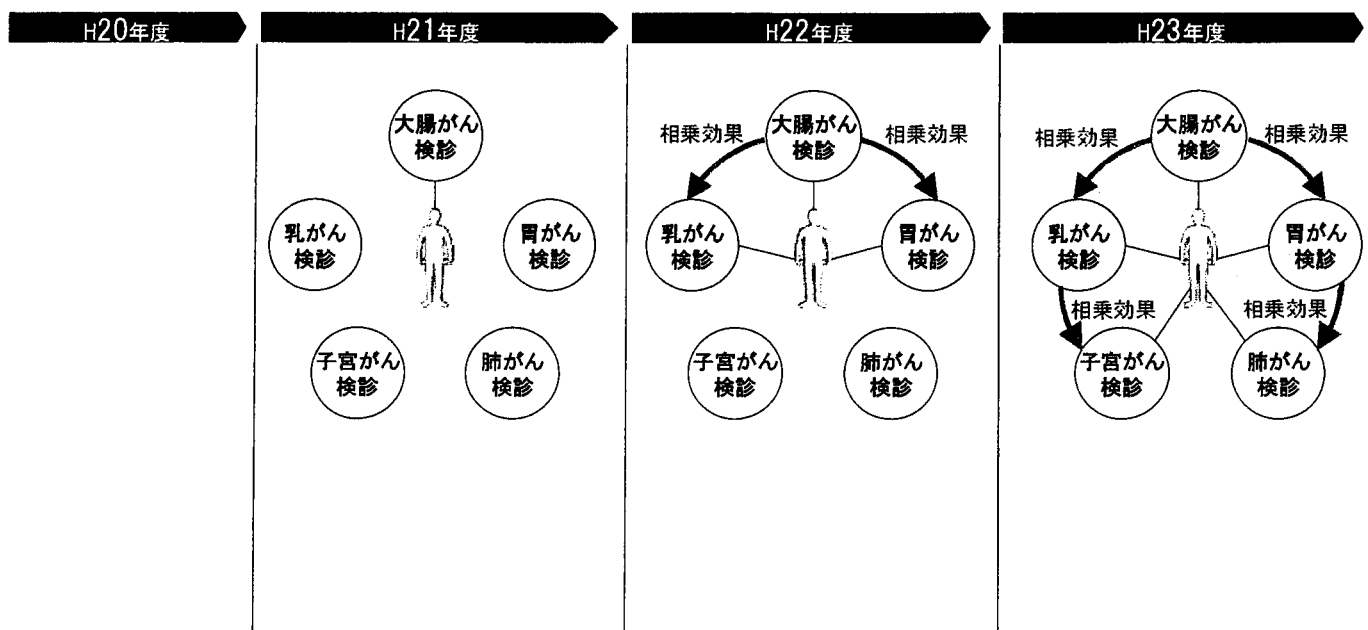 H20年度
H21年度
H22年度
H23年度
大腸がん
検診
乳がん
検診
胃がん
検診
子宮がん
検診
肺がん
検診
相乗効果
大腸がん
検診
相乗効果
乳がん
検診
胃がん
検診
子宮がん
検診
肺がん
検診
相乗効果
大腸がん
検診
相乗効果
乳がん
検診
胃がん
検診
相乗効果
相乗効果
子宮がん
検診
肺がん
検診